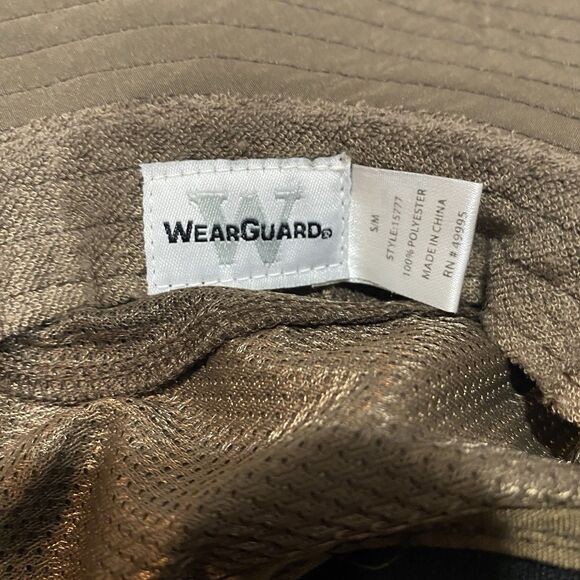 W
WEARGUARD®
S/M
STYLE:15777
100% POLYESTER
MADE IN CHINA
RN # 49995